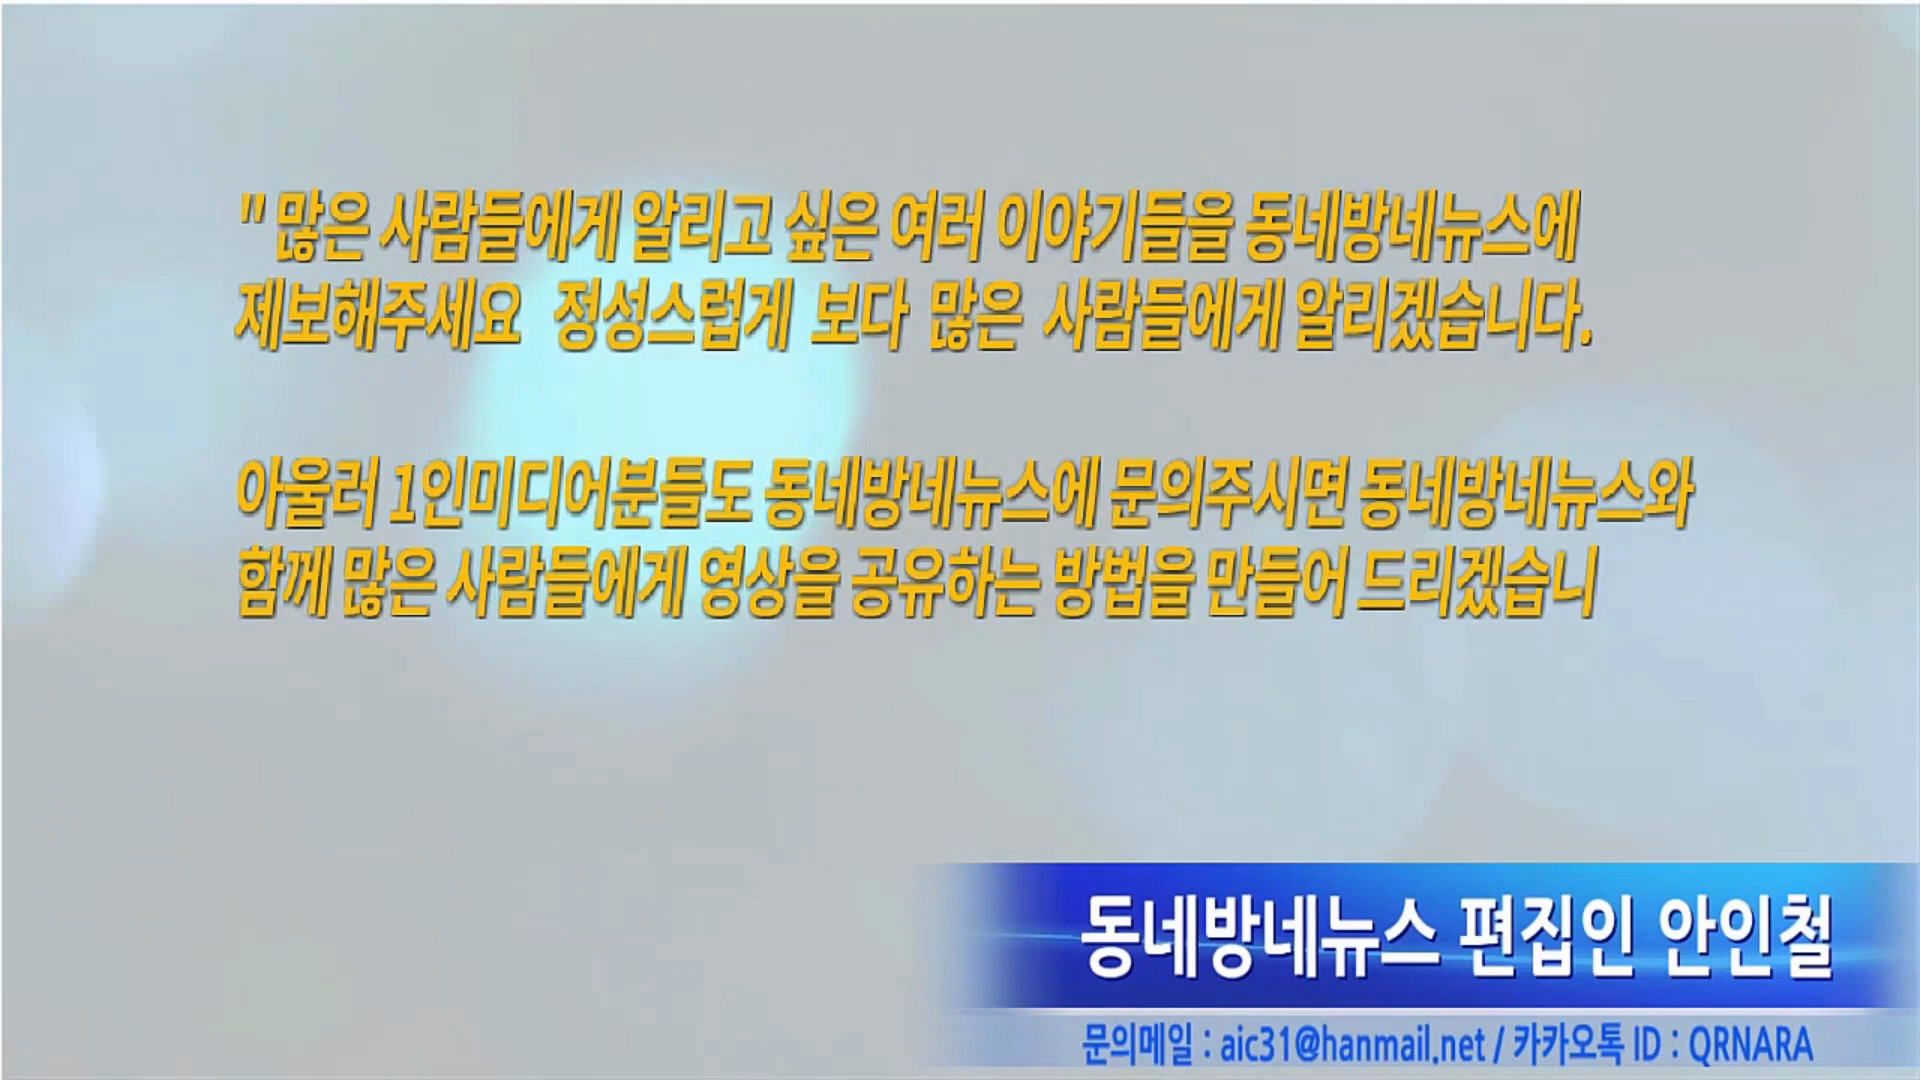 " 많은 사람들에게 알리고 싶은 여러 이야기들을 동네방네뉴스에
제보해주세요 정성스럽게 보다 많은 사람들에게 알리겠습니다.
아울러 1인미디어분들도 동네방네뉴스에 문의주시면 동네방네뉴스와
함께 많은 사람들에게 영상을 공유하는 방법을 만들어 드리겠습니
동네방네뉴스 편집인 안인철
문의메일 : aic31@hanmail.net / 카카오톡 ID : QRNARA